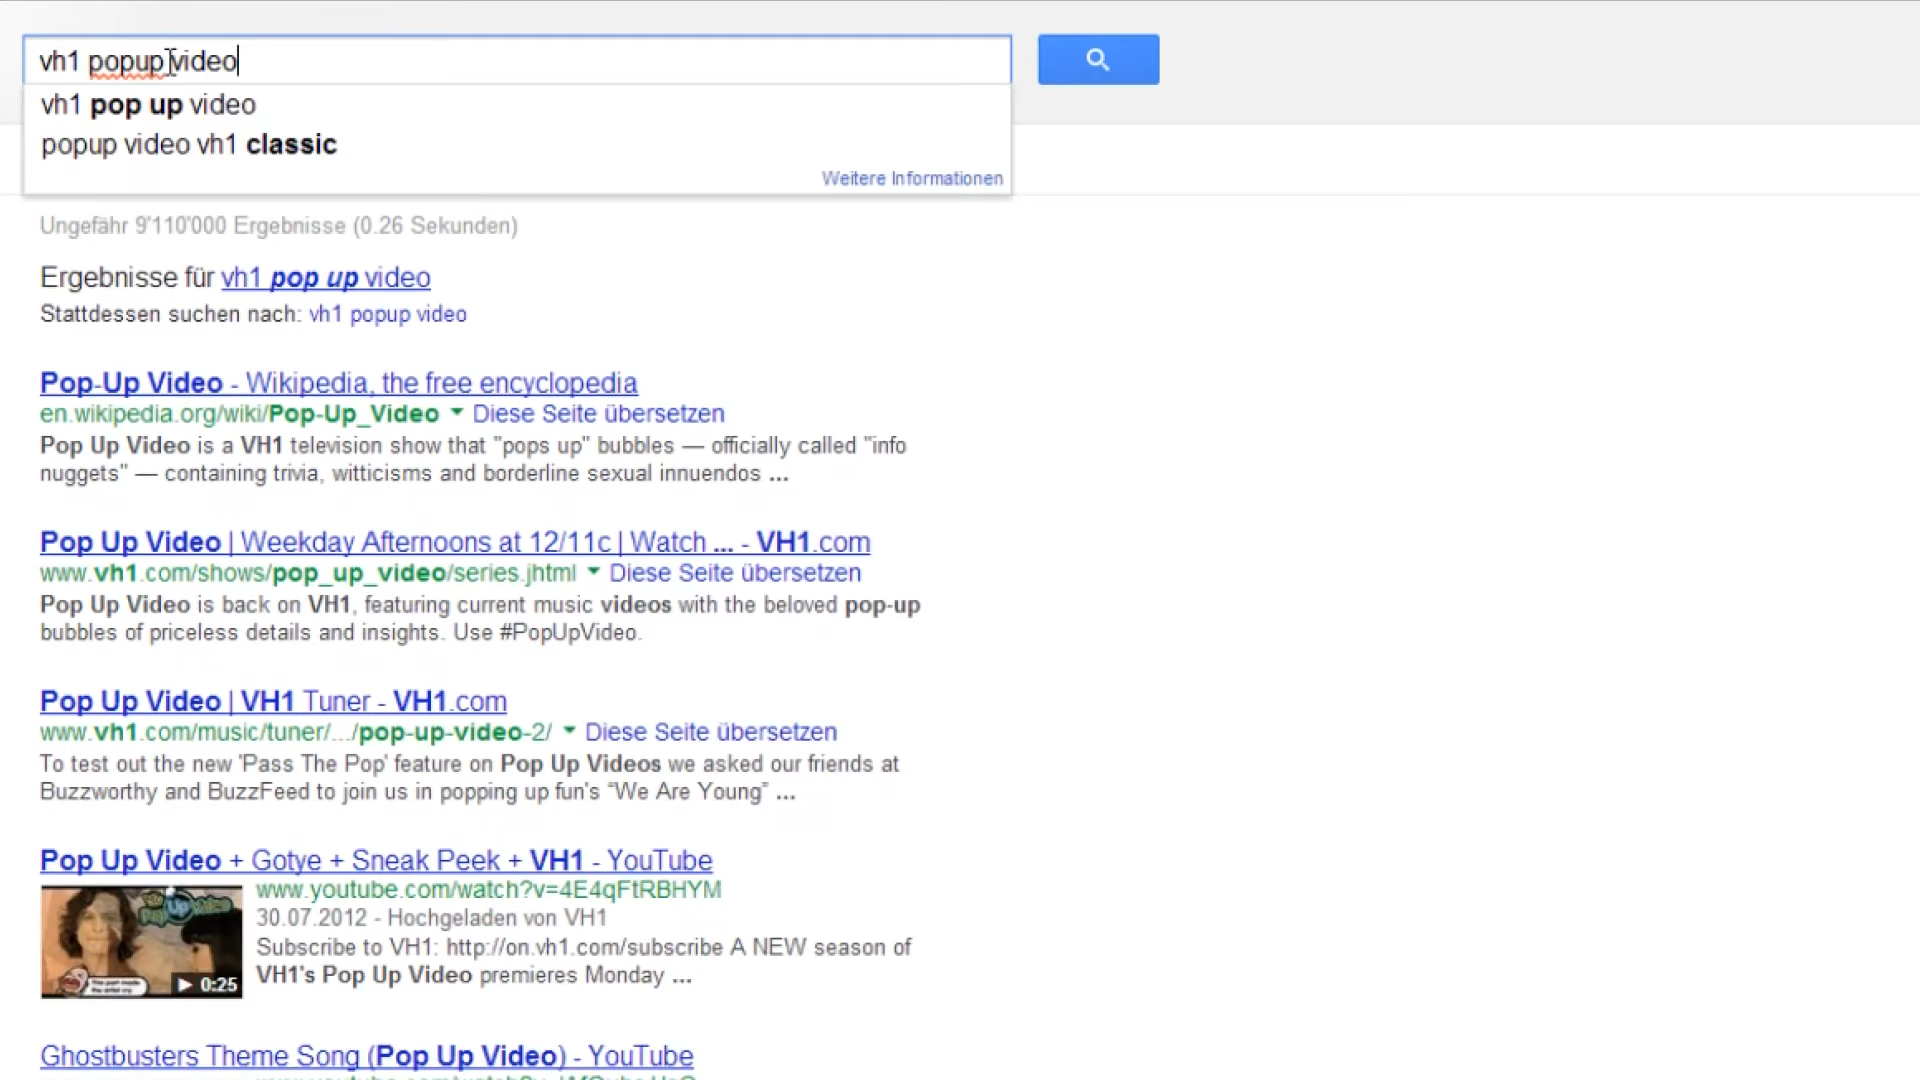 vh1 popup video
vh1 pop up video
popup video vh1 classic
Weitere Informationen
Ungefähr 9'110'000 Ergebnisse (0.26 Sekunden)
Ergebnisse für vh1 pop up video
Stattdessen suchen nach: vh1 popup video
Pop-Up Video - Wikipedia, the free encyclopedia
en.wikipedia.org/wiki/Pop-Up_Video Diese Seite übersetzen
Pop Up Video is a VH1 television show that "pops up" bubbles — officially called "info
nuggets" — containing trivia, witticisms and borderline sexual innuendos ...
Pop Up Video | Weekday Afternoons at 12/11c | Watch ... - VH1.com
www.vh1.com/shows/pop_up_video/series.jhtml Diese Seite übersetzen
Pop Up Video is back on VH1, featuring current music videos with the beloved pop-up
bubbles of priceless details and insights. Use #PopUpVideo.
Pop Up Video | VH1 Tuner - VH1.com
www.vh1.com/music/tuner/.../pop-up-video-2/ Diese Seite übersetzen
To test out the new 'Pass The Pop' feature on Pop Up Videos we asked our friends at
Buzzworthy and BuzzFeed to join us in popping up fun's “We Are Young” ...
Pop Up Video + Gotye + Sneak Peek + VH1 - YouTube
www.youtube.com/watch?v=4E4qFtRBHYM
30.07.2012 - Hochgeladen von VH1
Subscribe to VH1: http://on.vh1.com/subscribe A NEW season of
VH1's Pop Up Video premieres Monday ...
Pop Up Video
0:25
Ghostbusters Theme Song (Pop Up Video) - YouTube